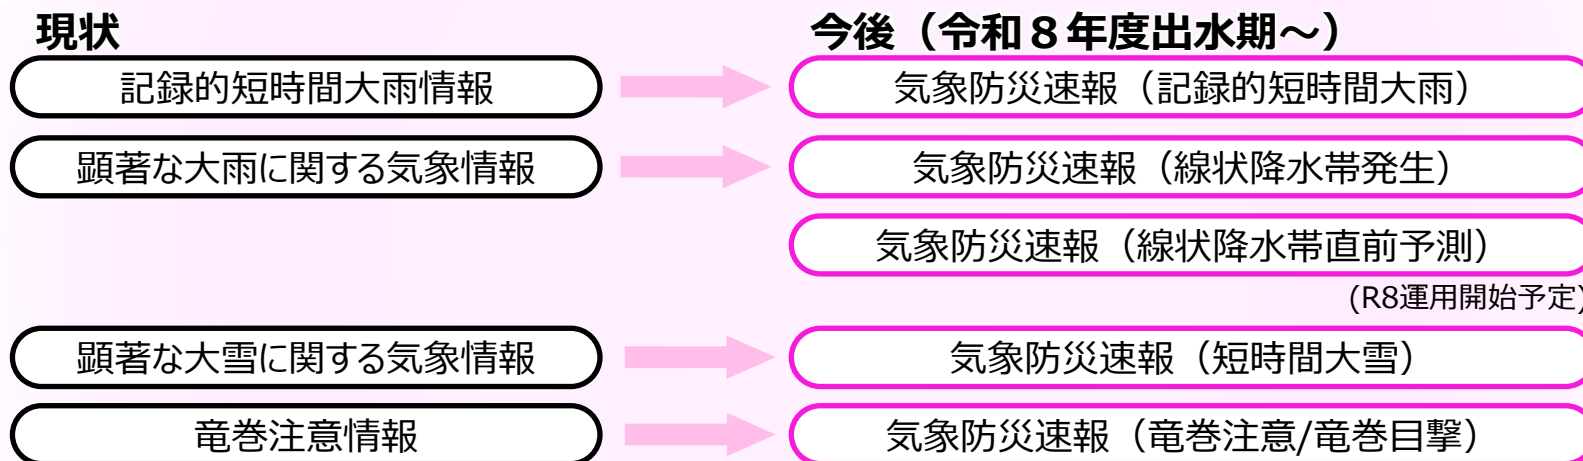 現状
今後（令和８年度出水期～）
記録的短時間大雨情報
気象防災速報（記録的短時間大雨）
顕著な大雨に関する気象情報
気象防災速報（線状降水帯発生）
気象防災速報（線状降水帯直前予測）
(R8運用開始予定)
顕著な大雪に関する気象情報
気象防災速報（短時間大雪）
竜巻注意情報
気象防災速報（竜巻注意/竜巻目撃）